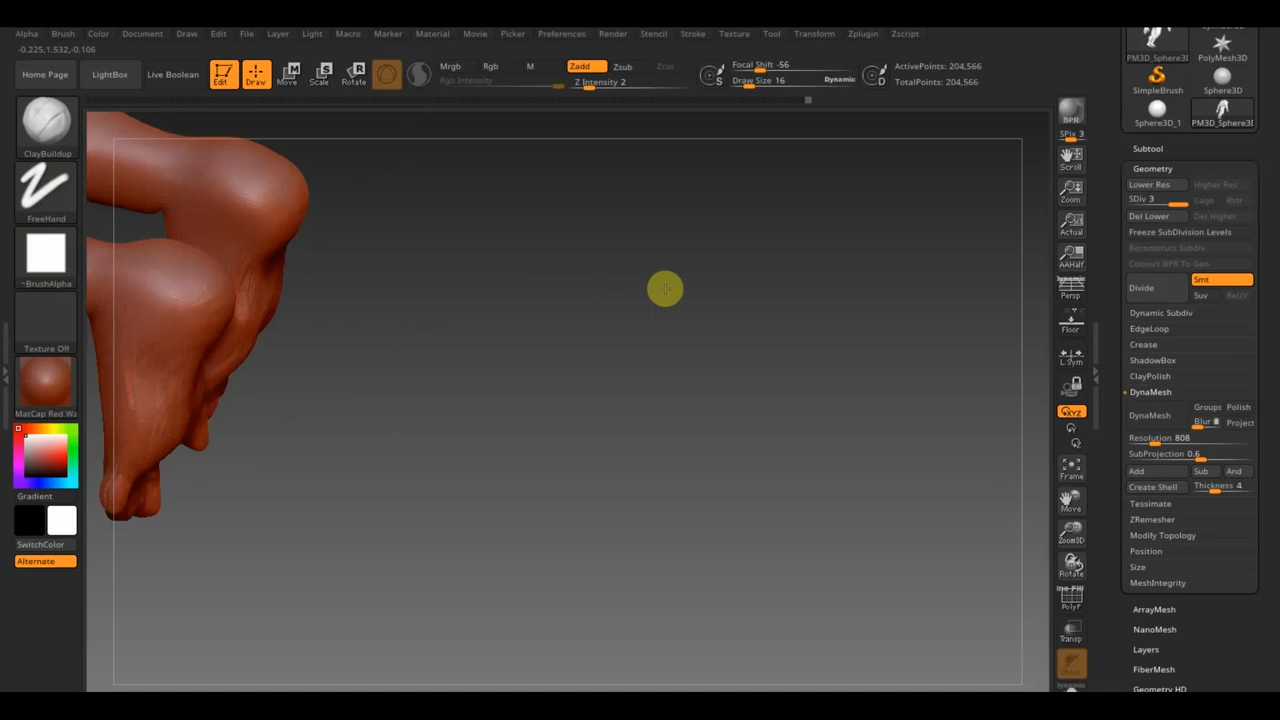 Alpha Brush Color Document Draw Edit File Layer Light Macro Marker Material Movie Picker Preferences Render Stencil Stroke Texture Tool Transform Zplugin Zscript
-0.225,1.532,-0.106
Home Page LightBox Live Boolean Edit Draw Move Scale Rotate
Mrgb Rgb M Zadd Zsub Zcut
Rgb Intensity Z Intensity 2
Focal Shift -56
Draw Size 16 Dynamic
S
D
ActivePoints: 204,566
TotalPoints: 204,566
ClayBuildup
FreeHand
~BrushAlpha
Texture Off
MatCap Red Wa
Gradient
SwitchColor
Alternate
BPR
SPix 3
Scroll
Zoom
Actual
AAHalf
Dynamic
Persp
Floor
L.Sym
XYZ
Frame
Move
Zoom3D
Rotate
PolyF
Transp
Dynamic
PM3D_Sphere3D PolyMesh3D
SimpleBrush Sphere3D
Sphere3D_1 PM3D_Sphere3D
Subtool
Geometry
Lower Res Higher Res
SDiv 3 Cage Rstr
Del Lower Del Higher
Freeze SubDivision Levels
Reconstruct Subdiv
Convert BPR To Geo
Divide Smt
Suv ReUV
Dynamic Subdiv
EdgeLoop
Crease
ShadowBox
ClayPolish
DynaMesh
DynaMesh Groups Polish
Blur Project
Resolution 808
SubProjection 0.6
Add Sub And
Create Shell Thickness 4
Tessimate
ZRemesher
Modify Topology
Position
Size
MeshIntegrity
ArrayMesh
NanoMesh
Layers
FiberMesh
Geometry HD